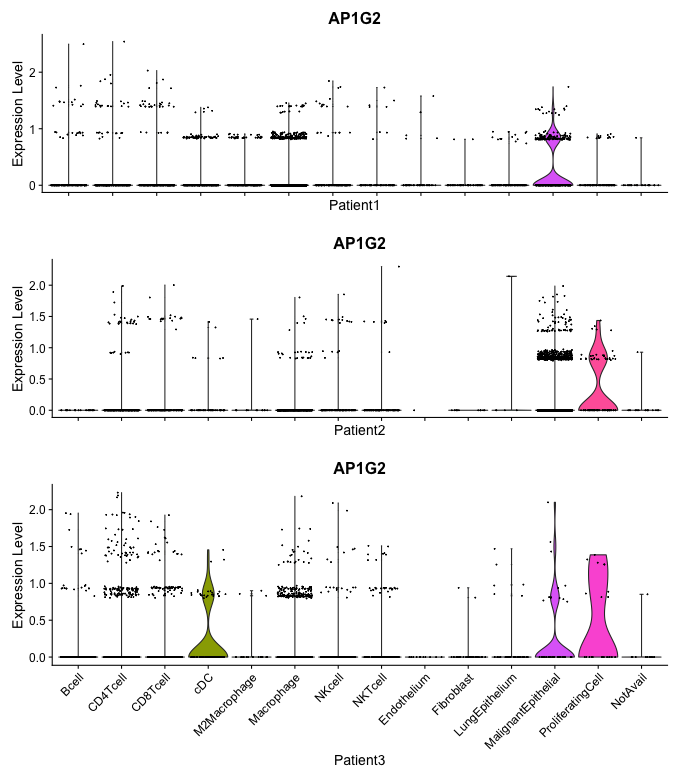 AP1G2
Expression Level
2
1
0
Patient1
AP1G2
Expression Level
2.0
1.5
1.0
0.5
0.0
Patient2
AP1G2
Expression Level
2.0
1.5
1.0
0.5
0.0
Bcell
CD4Tcell
CD8Tcell
cDC
M2Macrophage
Macrophage
NKcell
NKTcell
Endothelium
Fibroblast
LungEpithelium
MalignantEpithelial
ProliferatingCell
NotAvail
Patient3